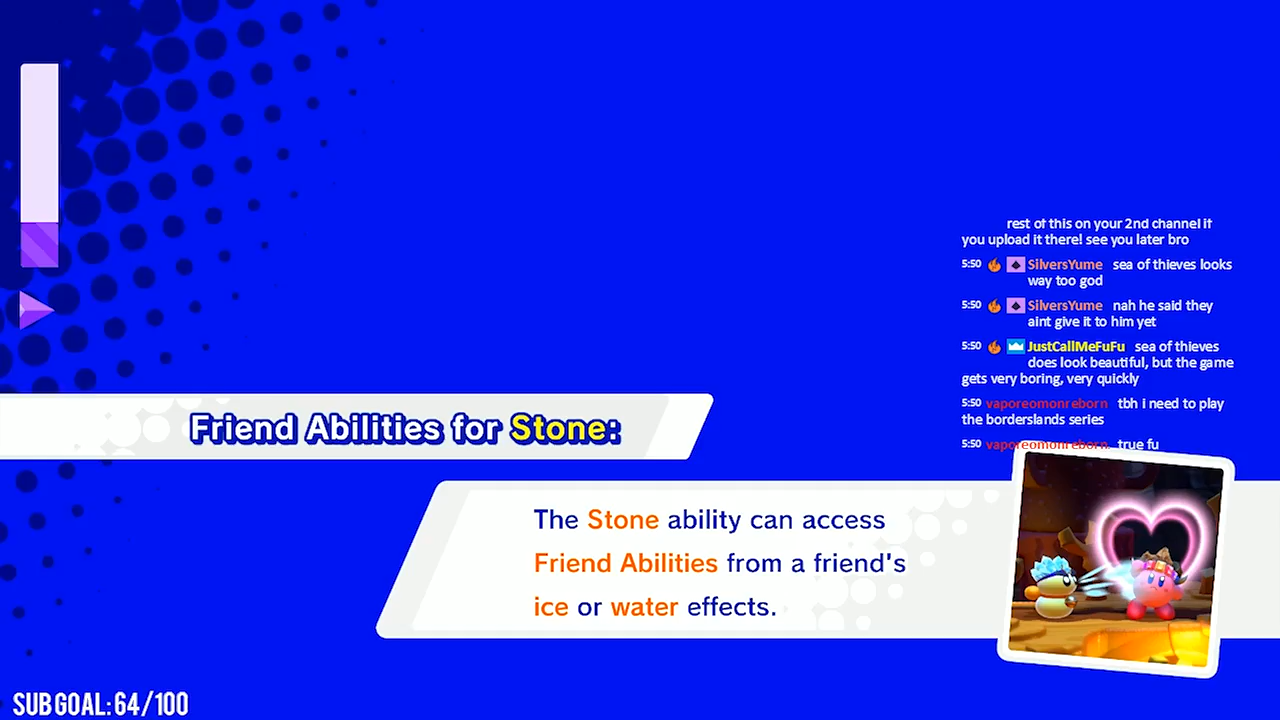 rest of this on your 2nd channel if
you upload it there! see you later bro
5:50 SilversYume sea of thieves looks
way too god
5:50 SilversYume nah he said they
aint give it to him yet
5:50 JustCallMeFuFu sea of thieves
does look beautiful, but the game
gets very boring, very quickly
5:50 vaporeomonreborn tbh i need to play
the borderslands series
5:50 vaporeomonreborn true fu
Friend Abilities for Stone:
The Stone ability can access
Friend Abilities from a friend's
ice or water effects.
SUB GOAL: 64/100